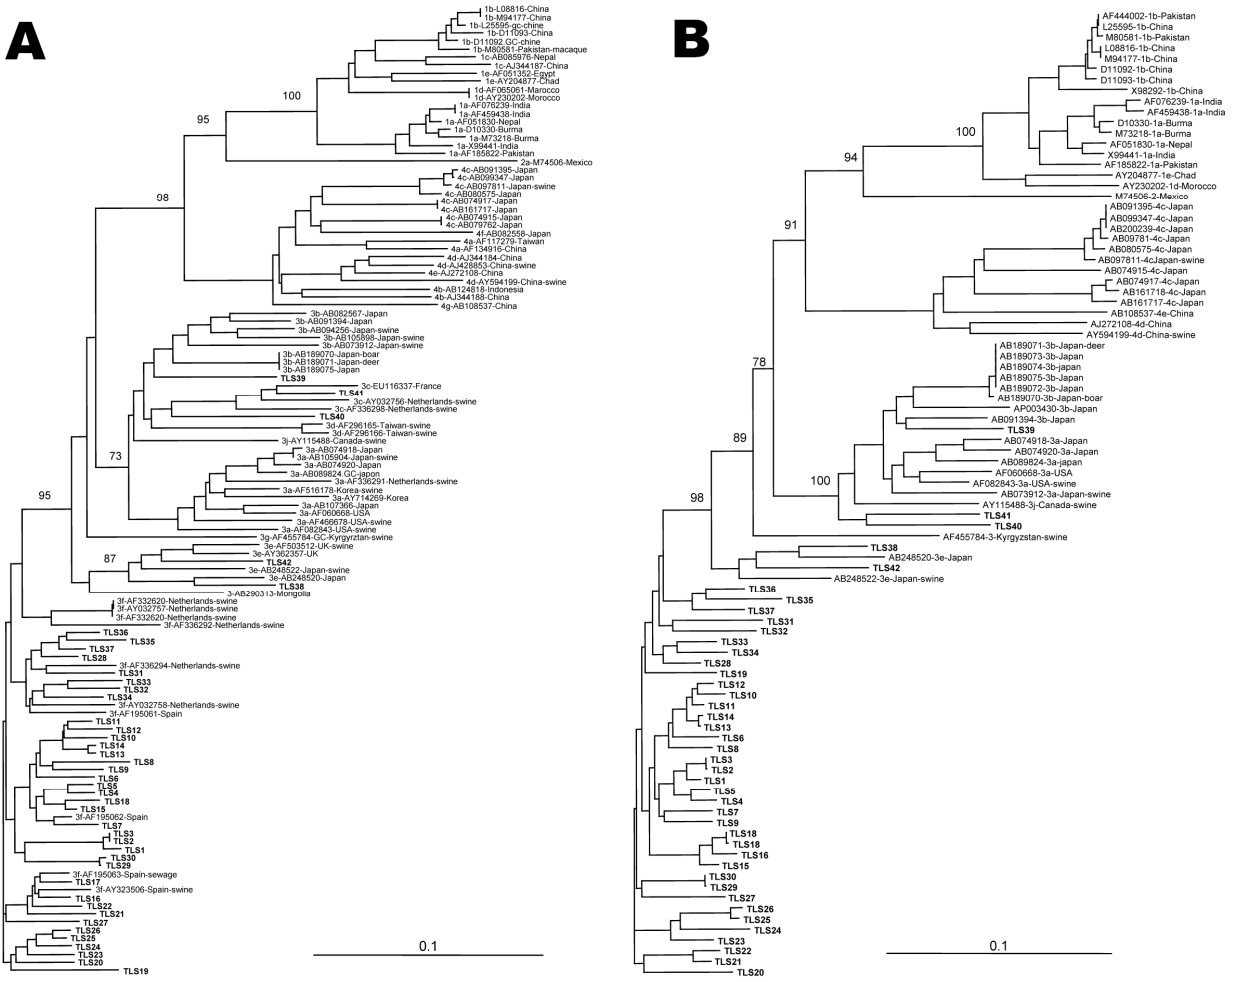 A
1b-L08816-China
1b-M94177-China
1b-L25595-gc-chine
1b-D11093-China
1b-D11092.GC-chine
1b-M80581-Pakistan-macaque
1c-AB085976-Nepal
1c-AJ344187-China
1e-AF051352-Egypt
1e-AY204877-Chad
1d-AF065061-Marocco
1d-AY230202-Morocco
100
1a-AF076239-India
1a-AF459438-India
1a-AF051830-Nepal
1a-D10330-Burma
1a-M73218-Burma
1a-X99441-India
1a-AF185822-Pakistan
95
2a-M74506-Mexico
4c-AB091395-Japan
4c-AB099347-Japan
4c-AB097811-Japan-swine
4c-AB080575-Japan
4c-AB074917-Japan
4c-AB161717-Japan
4c-AB074915-Japan
4c-AB079762-Japan
98
4f-AB082558-Japan
4a-AF117279-Taiwan
4a-AF134916-China
4d-AJ344184-China
4d-AJ428853-China-swine
4e-AJ272108-China
4d-AY594199-China-swine
4b-AB124818-Indonesia
4b-AJ344188-China
4g-AB108537-China
3b-AB082567-Japan
3b-AB091394-Japan
3b-AB094256-Japan-swine
3b-AB105898-Japan-swine
3b-AB073912-Japan-swine
3b-AB189070-Japan-boar
3b-AB189071-Japan-deer
3b-AB189075-Japan
TLS39
3c-EU116337-France
TLS41
3c-AY032756-Netherlands-swine
3c-AF336298-Netherlands-swine
TLS40
3d-AF296165-Taiwan-swine
3d-AF296166-Taiwan-swine
3j-AY115488-Canada-swine
73
3a-AB074918-Japan
3a-AB105904-Japan-swine
3a-AB074920-Japan
3a-AB089824.GC-japon
3a-AF336291-Netherlands-swine
3a-AF516178-Korea-swine
3a-AY714269-Korea
3a-AB107366-Japan
3a-AF060668-USA
3a-AF466678-USA-swine
3a-AF082843-USA-swine
95
3g-AF455784-GC-Kyrgyrztan-swine
3e-AF503512-UK-swine
3e-AY362357-UK
87
TLS42
3e-AB248522-Japan-swine
3e-AB248520-Japan
TLS38
3-AB290313-Mongolia
3f-AF332620-Netherlands-swine
3f-AY032757-Netherlands-swine
3f-AF332620-Netherlands-swine
3f-AF336292-Netherlands-swine
TLS36
TLS35
TLS37
TLS28
3f-AF336294-Netherlands-swine
TLS31
TLS33
TLS32
TLS34
3f-AY032758-Netherlands-swine
3f-AF195061-Spain
TLS11
TLS12
TLS10
TLS14
TLS13
TLS8
TLS9
TLS6
TLS5
TLS4
TLS18
TLS15
3f-AF195062-Spain
TLS7
TLS3
TLS2
TLS1
TLS30
TLS29
3f-AF195063-Spain-sewage
TLS17
3f-AY323506-Spain-swine
TLS16
TLS22
TLS21
TLS27
TLS26
TLS25
TLS24
TLS23
TLS20
TLS19
0.1
B
AF444002-1b-Pakistan
L25595-1b-China
M80581-1b-Pakistan
L08816-1b-China
M94177-1b-China
D11092-1b-China
D11093-1b-China
X98292-1b-China
AF076239-1a-India
AF459438-1a-India
D10330-1a-Burma
M73218-1a-Burma
100
AF051830-1a-Nepal
X99441-1a-India
AF185822-1a-Pakistan
94
AY204877-1e-Chad
AY230202-1d-Morocco
M74506-2-Mexico
AB091395-4c-Japan
AB099347-4c-Japan
91
AB200239-4c-Japan
AB09781-4c-Japan
AB080575-4c-Japan
AB097811-4cJapan-swine
AB074915-4c-Japan
AB074917-4c-Japan
AB161718-4c-Japan
AB161717-4c-Japan
AB108537-4e-China
AJ272108-4d-China
AY594199-4d-China-swine
AB189071-3b-Japan-deer
AB189073-3b-Japan
78
AB189074-3b-japan
AB189075-3b-Japan
AB189072-3b-Japan
AB189070-3b-Japan-boar
AP003430-3b-Japan
AB091394-3b-Japan
TLS39
89
AB074918-3a-Japan
AB074920-3a-Japan
AB089824-3a-japan
AF060668-3a-USA
100
AF082843-3a-USA-swine
AB073912-3a-Japan-swine
98
AY115488-3j-Canada-swine
TLS41
TLS40
AF455784-3-Kyrgyzstan-swine
TLS38
AB248520-3e-Japan
TLS42
AB248522-3e-Japan-swine
TLS36
TLS35
TLS37
TLS31
TLS32
TLS33
TLS34
TLS28
TLS19
TLS12
TLS10
TLS11
TLS14
TLS13
TLS6
TLS8
TLS3
TLS2
TLS1
TLS5
TLS4
TLS7
TLS9
TLS18
TLS18
TLS16
TLS15
TLS30
TLS29
TLS27
TLS26
TLS25
TLS24
TLS23
TLS22
TLS21
TLS20
0.1